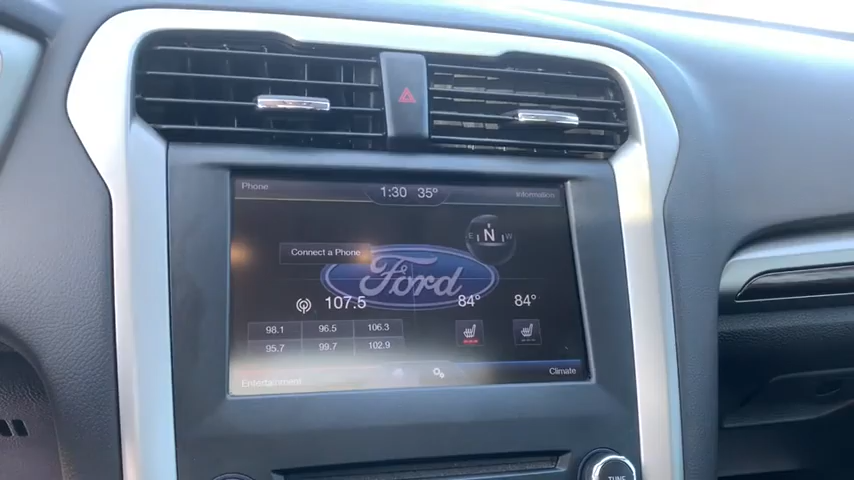 Phone 1:30 35° Information
E N W
Connect a Phone
Ford
107.5 84° 84°
98.1 96.5 106.3
95.7 99.7 102.9
Entertainment Climate
TUNE